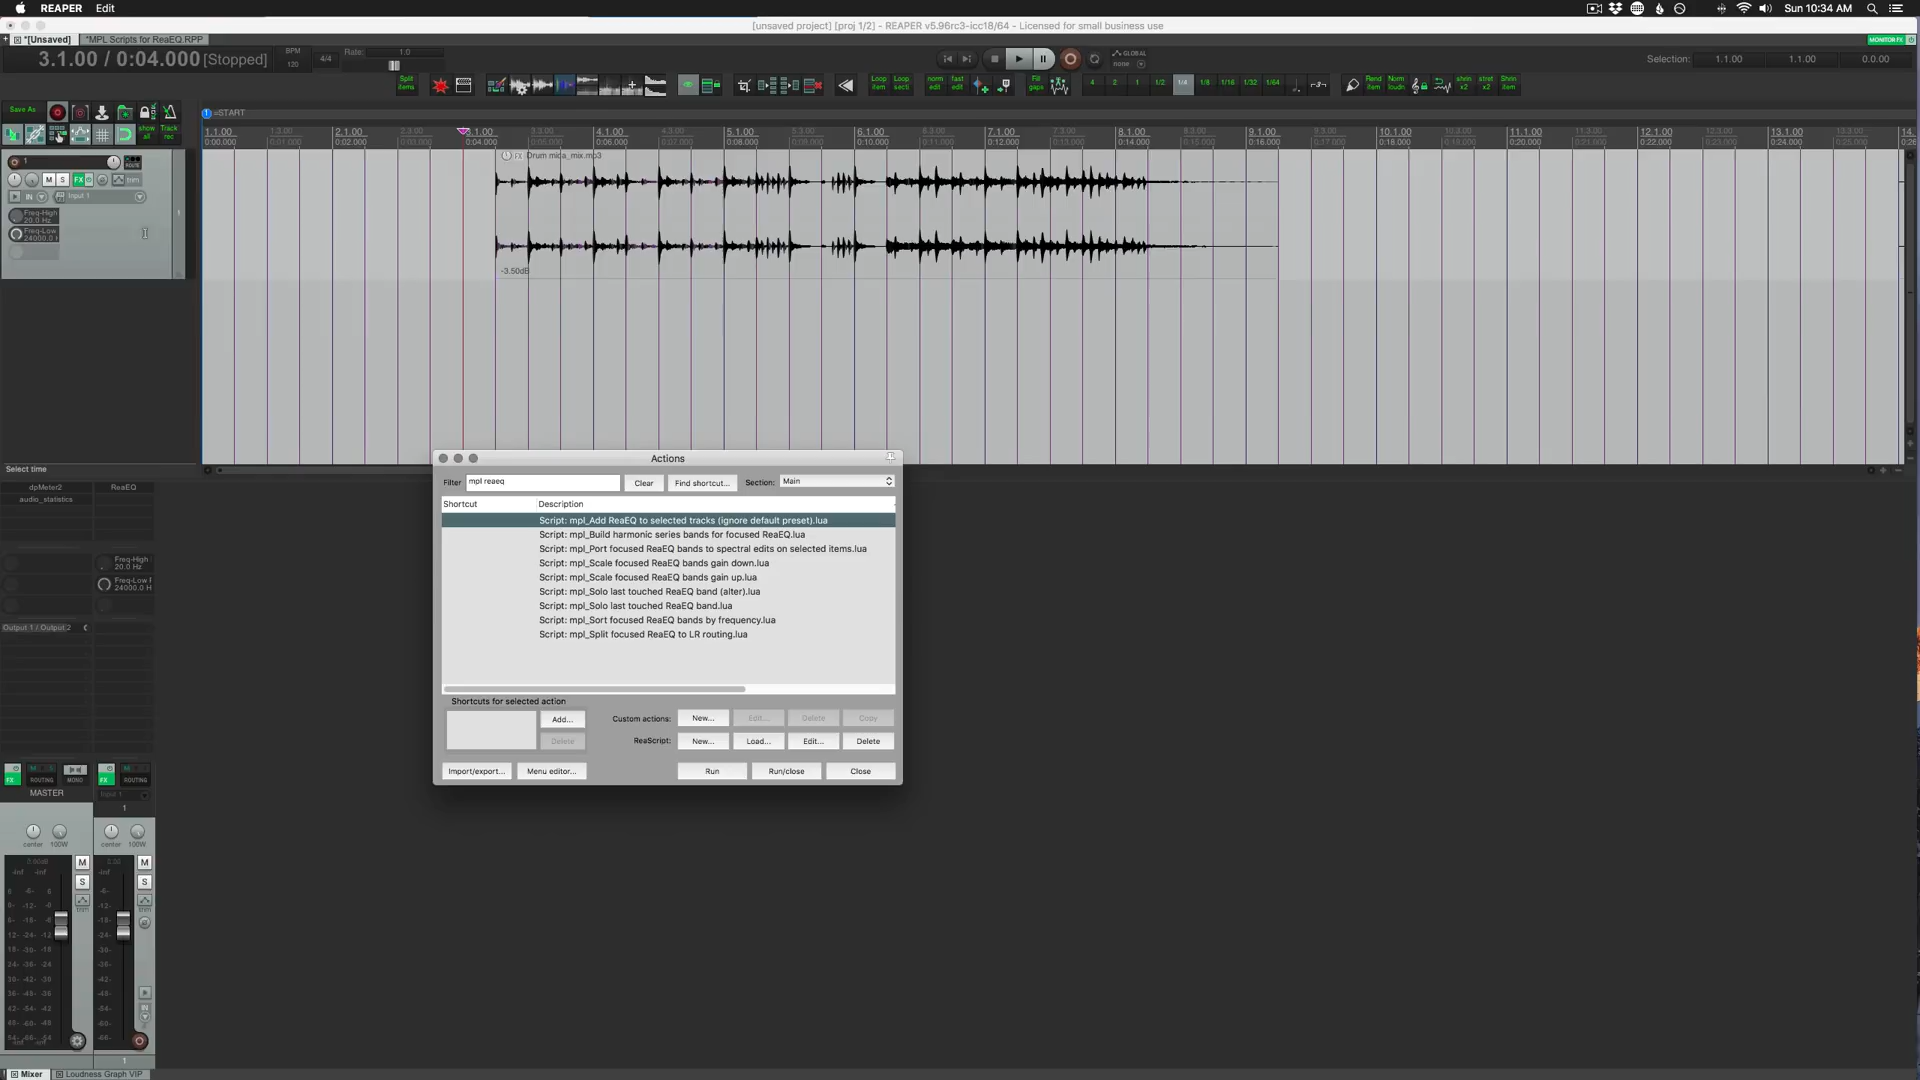 REAPER Edit
Sun 10:34 AM
[unsaved project] [proj 1/2] - REAPER v5.96rc3-icc18/64 - Licensed for small business use
*[Unsaved] *MPL Scripts for ReaEQ.RPP
MONITOR FX
3.1.00 / 0:04.000 [Stopped]
BPM
120
4/4
Rate: 1.0
GLOBAL
none
Selection: 1.1.00 1.1.00 0.0.00
Split items
Loop item
Loop secti
norm edit
fast edit
Fill gaps
4 2 1 1/2 1/4 1/8 1/16 1/32 1/64
Rend item
Norm loudn
shrin x2
stret x2
Shrin item
Save As
show all
Track rec
1 =START
1.1.00 1.3.00 2.1.00 2.3.00 3.1.00 3.3.00 4.1.00 4.3.00 5.1.00 5.3.00 6.1.00 6.3.00 7.1.00 7.3.00 8.1.00 8.3.00 9.1.00 9.3.00 10.1.00 10.3.00 11.1.00 11.3.00 12.1.00 12.3.00 13.1.00 13.3.00 14.
0:00.000 0:01.000 0:02.000 0:03.000 0:04.000 0:05.000 0:06.000 0:07.000 0:08.000 0:09.000 0:10.000 0:11.000 0:12.000 0:13.000 0:14.000 0:15.000 0:16.000 0:17.000 0:18.000 0:19.000 0:20.000 0:21.000 0:22.000 0:23.000 0:24.000 0:25.000 0:26
FX Drum mica_mix.mp3
-3.50dB
1
ROUTE
M S FX trim
IN Input 1
Freq-High
20.0 Hz
Freq-Low
24000.0 H
1
Select time
dpMeter2 ReaEQ
audio_statistics
Freq-High
20.0 Hz
Freq-Low F
24000.0 H
Output 1 / Output 2
Actions
Filter mpl reaeq Clear Find shortcut... Section: Main
Shortcut Description
Script: mpl_Add ReaEQ to selected tracks (ignore default preset).lua
Script: mpl_Build harmonic series bands for focused ReaEQ.lua
Script: mpl_Port focused ReaEQ bands to spectral edits on selected items.lua
Script: mpl_Scale focused ReaEQ bands gain down.lua
Script: mpl_Scale focused ReaEQ bands gain up.lua
Script: mpl_Solo last touched ReaEQ band (alter).lua
Script: mpl_Solo last touched ReaEQ band.lua
Script: mpl_Sort focused ReaEQ bands by frequency.lua
Script: mpl_Split focused ReaEQ to LR routing.lua
Shortcuts for selected action
Add... Custom actions: New... Edit... Delete Copy
Delete ReaScript: New... Load... Edit... Delete
Import/export... Menu editor... Run Run/close Close
FX ROUTING MONO FX ROUTING
MASTER Input 1
1
center 100W center 100W
M M
-inf -inf -inf -inf
S S
trim trim
IN
1
Mixer Loudness Graph VIP